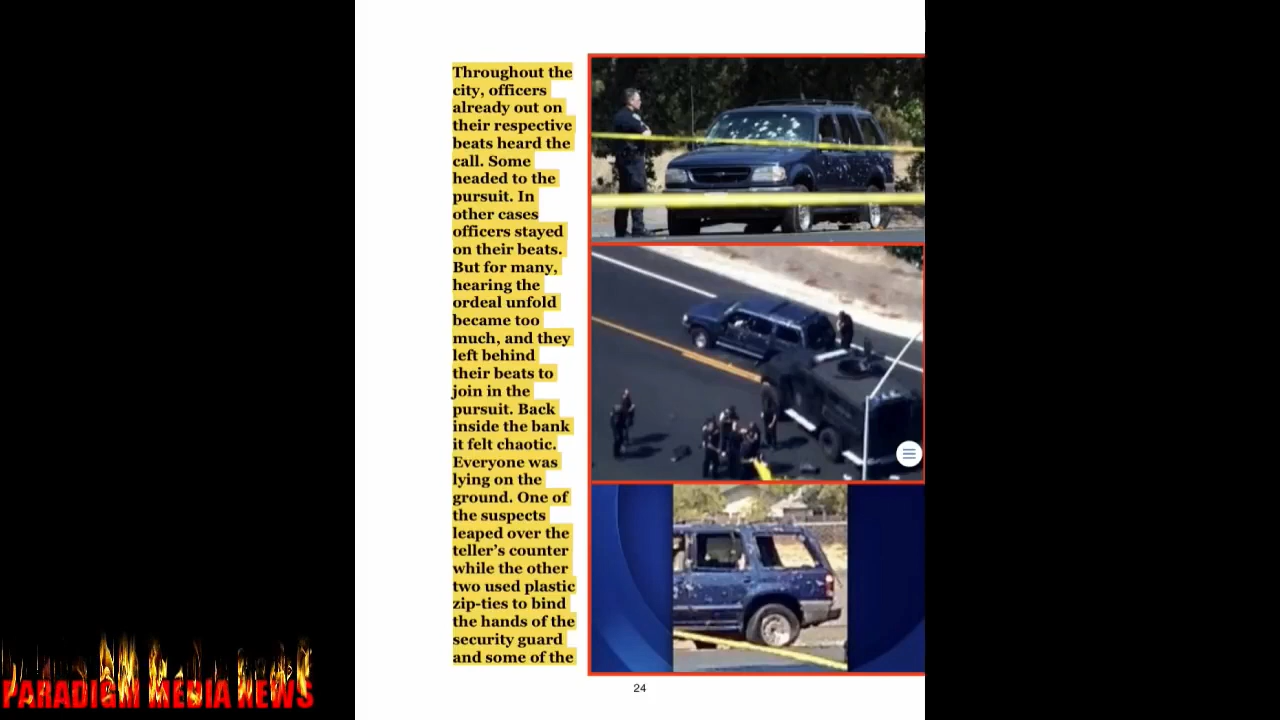 Throughout the
city, officers
already out on
their respective
beats heard the
call. Some
headed to the
pursuit. In
other cases
officers stayed
on their beats.
But for many,
hearing the
ordeal unfold
became too
much, and they
left behind
their beats to
join in the
pursuit. Back
inside the bank
it felt chaotic.
Everyone was
lying on the
ground. One of
the suspects
leaped over the
teller's counter
while the other
two used plastic
zip-ties to bind
the hands of the
security guard
and some of the
24
PARADIGM MEDIA NEWS